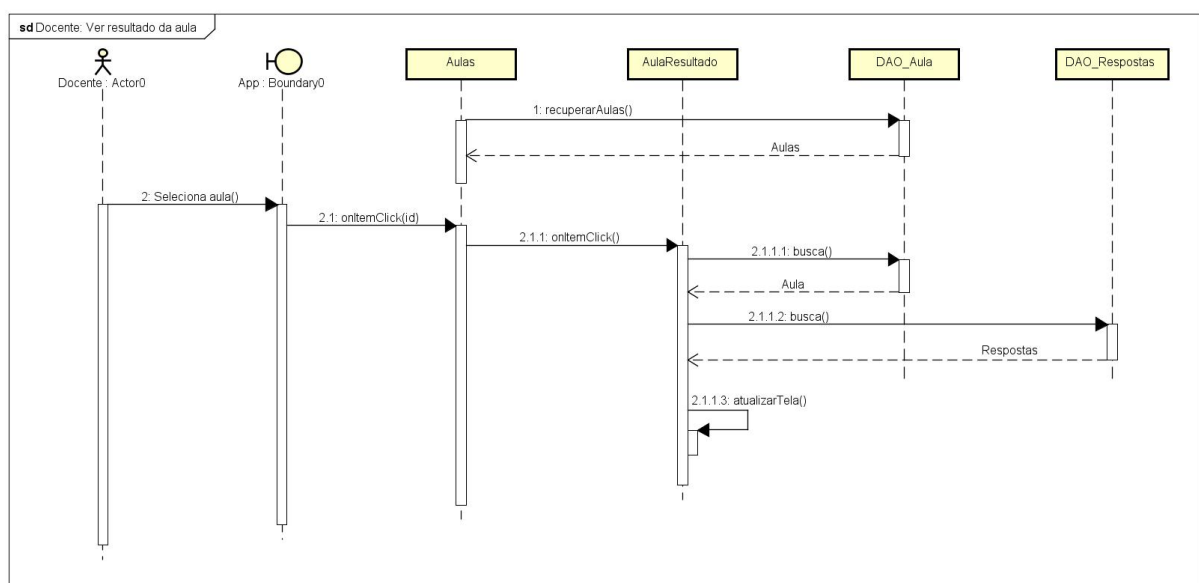 sd Docente: Ver resultado da aula
Docente : Actor0
App : Boundary0
Aulas
AulaResultado
DAO_Aula
DAO_Respostas
1: recuperarAulas()
Aulas
2: Seleciona aula()
2.1: onItemClick(id)
2.1.1: onItemClick()
2.1.1.1: busca()
Aula
2.1.1.2: busca()
Respostas
2.1.1.3: atualizarTela()